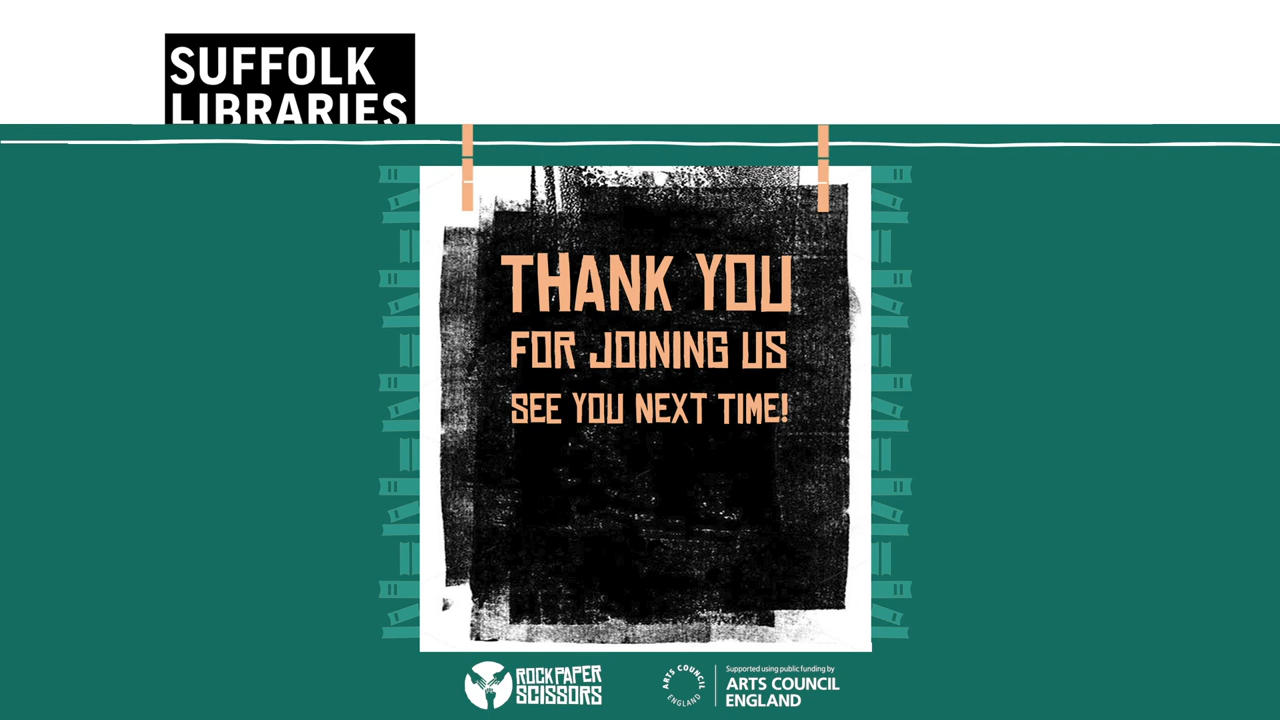 SUFFOLK
LIBRARIES
THANK YOU
FOR JOINING US
SEE YOU NEXT TIME!
ROCK PAPER
SCISSORS
ARTS COUNCIL
ENGLAND
Supported using public funding by
ARTS COUNCIL
ENGLAND